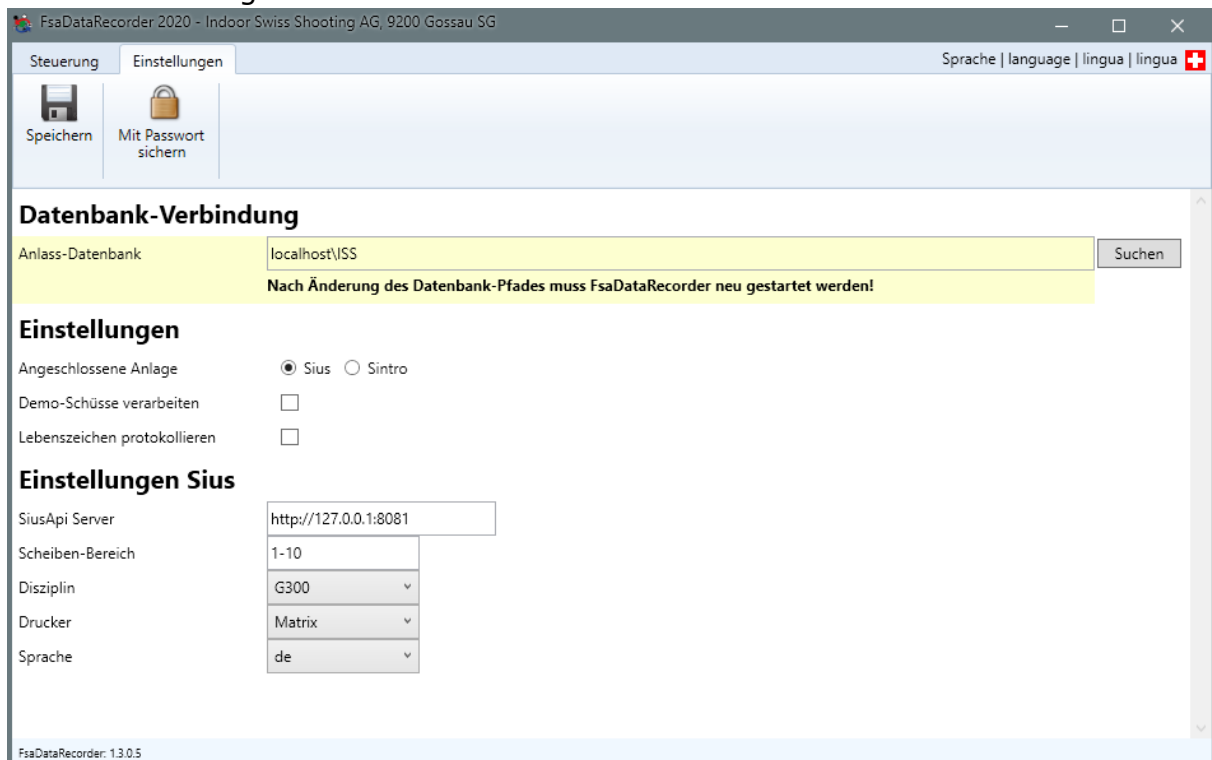 FsaDataRecorder 2020 - Indoor Swiss Shooting AG, 9200 Gossau SG
Steuerung Einstellungen Sprache | language | lingua | lingua
Speichern
Mit Passwort
sichern
Datenbank-Verbindung
Anlass-Datenbank localhost\ISS Suchen
Nach Änderung des Datenbank-Pfades muss FsaDataRecorder neu gestartet werden!
Einstellungen
Angeschlossene Anlage Sius Sintro
Demo-Schüsse verarbeiten
Lebenszeichen protokollieren
Einstellungen Sius
SiusApi Server http://127.0.0.1:8081
Scheiben-Bereich 1-10
Disziplin G300
Drucker Matrix
Sprache de
FsaDataRecorder: 1.3.0.5